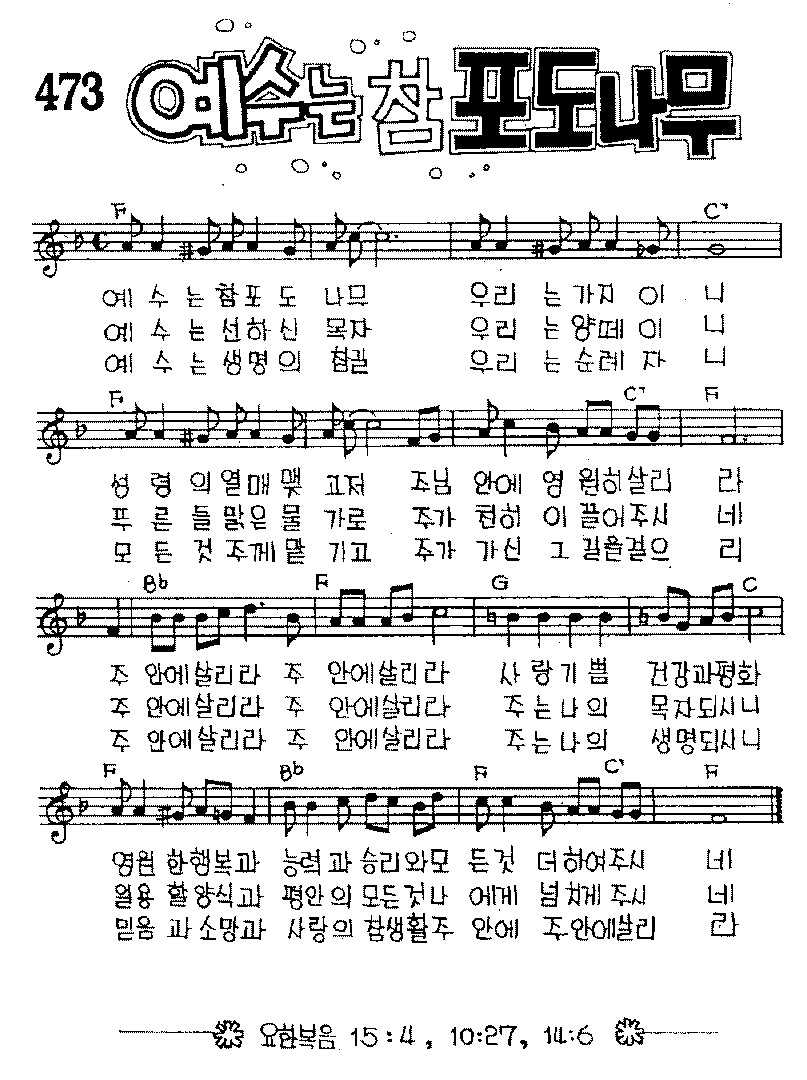 473 예수는 참 포도나무
F C7
예 수 는 참 포 도 나무 우리 는 가지 이 니
예 수 는 선 하 신 목자 우리 는 양떼 이 니
예 수 는 생 명 의 참길 우리 는 순례 자 니
F C7 F
성 령 의 열매 맺 고저 주님 안에 영 원히 살리 라
푸 른 들 맑은 물 가로 주가 친히 이 끌어주시 네
모 든 것 주께 맡 기고 주가 가신 그 길을걸으 리
Bb F G C
주 안에살리라 주 안에살리라 사 랑 기 쁨 건강과평화
주 안에살리라 주 안에살리라 주 는 나 의 목자되시니
주 안에살리라 주 안에살리라 주 는 나 의 생명되시니
F Bb F C7 F
영원 한행복과 능력 과 승리와모 든것 더하여주시 네
일용 할양식과 평안 의 모든것나 에게 넘치게 주시 네
믿음 과소망과 사랑 의 참생활주 안에 주안에살리 라
요한복음 15:4, 10:27, 14:6